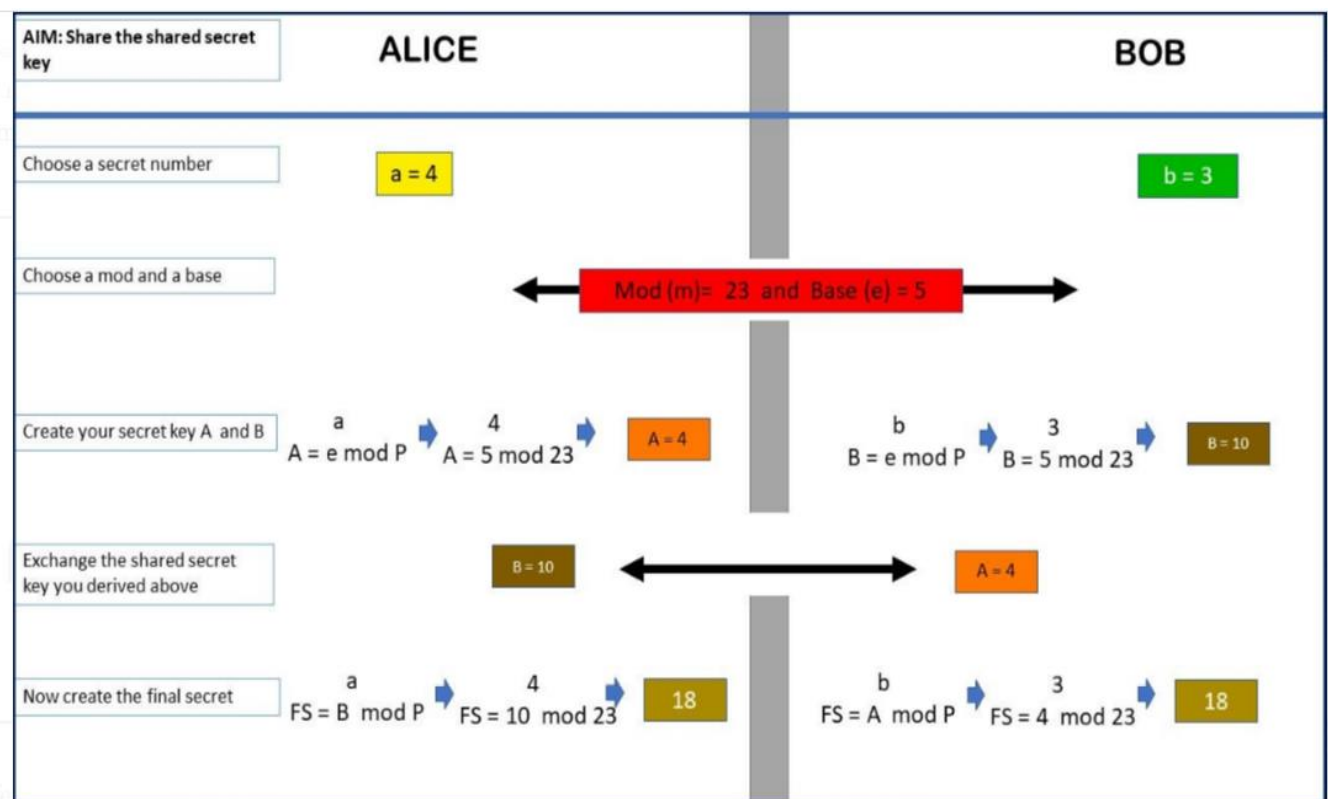 AIM: Share the shared secret
key
ALICE
BOB
Choose a secret number
a = 4
b = 3
Choose a mod and a base
Mod (m)= 23 and Base (e) = 5
Create your secret key A and B
a
A = e mod P
4
A = 5 mod 23
A = 4
b
B = e mod P
3
B = 5 mod 23
B = 10
Exchange the shared secret
key you derived above
B = 10
A = 4
Now create the final secret
a
FS = B mod P
4
FS = 10 mod 23
18
b
FS = A mod P
3
FS = 4 mod 23
18